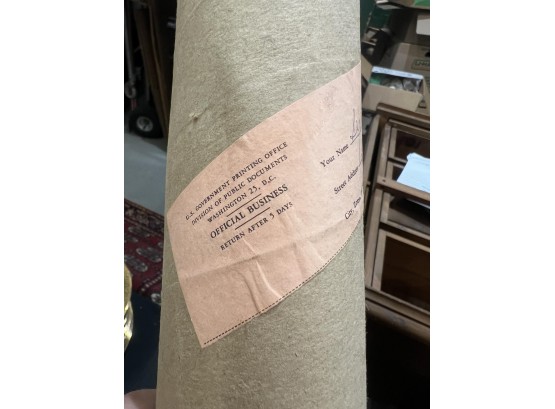 U.S. GOVERNMENT PRINTING OFFICE
DIVISION OF PUBLIC DOCUMENTS
WASHINGTON 25, D.C.
OFFICIAL BUSINESS
RETURN AFTER 5 DAYS
Your Name
Street Address
City, Zone